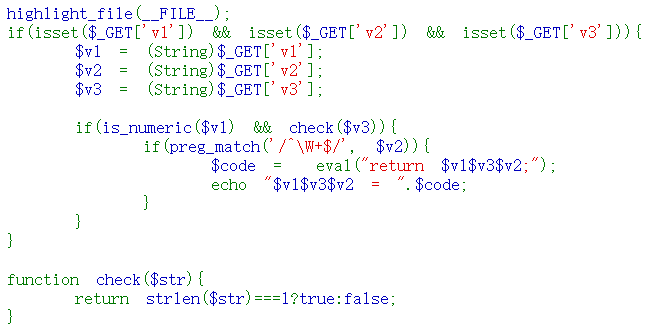 highlight_file(__FILE__);
if(isset($_GET['v1']) && isset($_GET['v2']) && isset($_GET['v3'])){
$v1 = (String)$_GET['v1'];
$v2 = (String)$_GET['v2'];
$v3 = (String)$_GET['v3'];
if(is_numeric($v1) && check($v3)){
if(preg_match('/^\W+$/', $v2)){
$code = eval("return $v1$v3$v2;");
echo "$v1$v3$v2 = ".$code;
}
}
}
function check($str){
return strlen($str)===1?true:false;
}